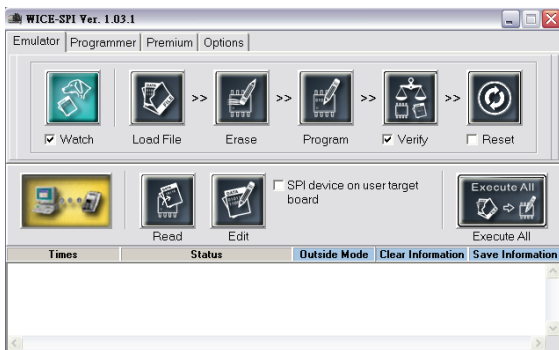 WICE-SPI Ver. 1.03.1
Emulator Programmer Premium Options
>> >> >> >>
Watch Load File Erase Program Verify Reset
SPI device on user target
board
Execute All
Read Edit Execute All
Times Status Outside Mode Clear Information Save Information